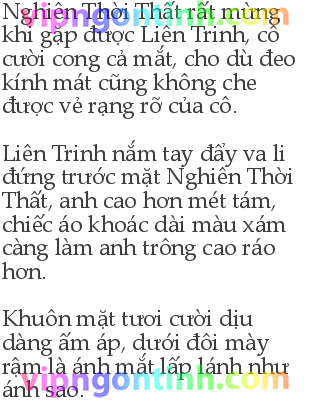 Nghiên Thời Thất rất mừng
khi gặp được Liên Trinh, cô
cười cong cả mắt, cho dù đeo
kính mát cũng không che
được vẻ rạng rỡ của cô.
Liên Trinh nắm tay đẩy va li
đứng trước mặt Nghiên Thời
Thất, anh cao hơn mét tám,
chiếc áo khoác dài màu xám
càng làm anh trông cao ráo
hơn.
Khuôn mặt tươi cười dịu
dàng ấm áp, dưới đôi mày
rậm là ánh mắt lấp lánh như
ánh sao.
vipngontinh.com
vipngontinh.com